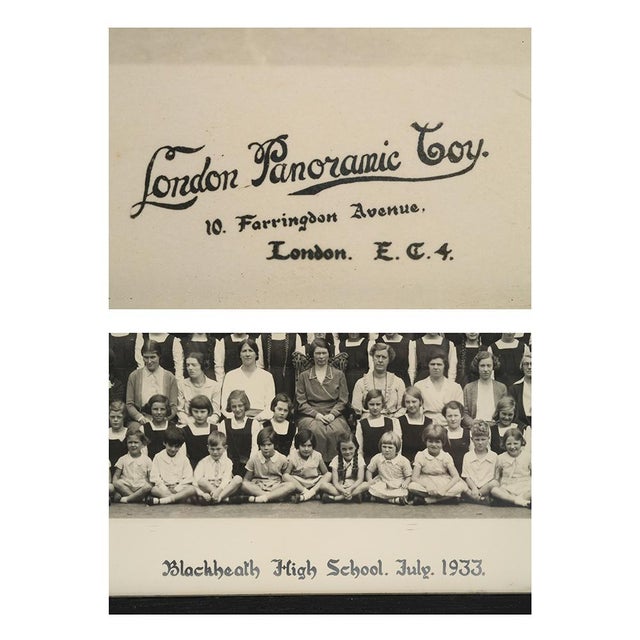 London Panoramic Coy.
10. Farringdon Avenue.
London. E. C. 4.
Blackheath High School. July. 1933.